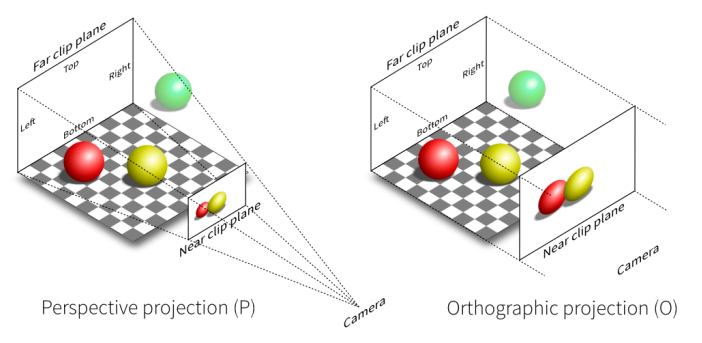 Far clip plane
Top
Right
Left
Bottom
Near clip plane
Camera
Perspective projection (P)
Far clip plane
Top
Right
Left
Bottom
Near clip plane
Camera
Orthographic projection (O)